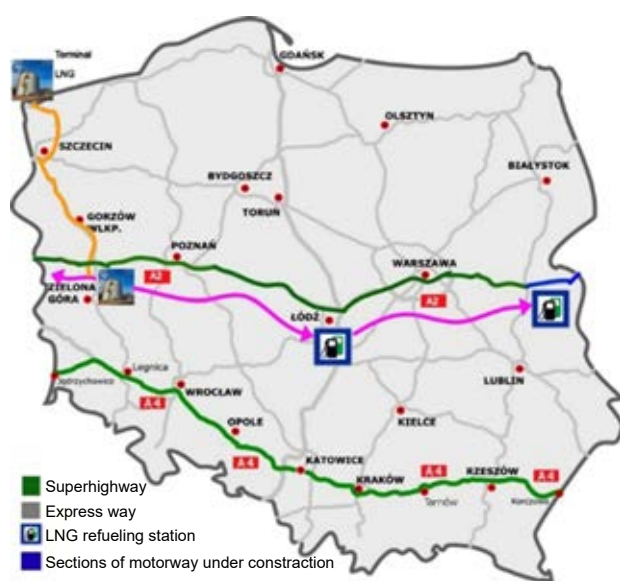 Terminal
LNG
GDAŃSK
OLSZTYN
SZCZECIN
BIAŁYSTOK
BYDGOSZCZ
TORUŃ
GORZÓW
WLKP.
POZNAŃ
WARSZAWA
A2
A2
ZIELONA
GÓRA
ŁÓDŹ
Legnica
Jędrzychowice
WROCŁAW
LUBLIN
A4
OPOLE
KIELCE
A4
KATOWICE
KRAKÓW
A4
RZESZÓW
A4
Tarnów
Korczowa
Superhighway
Express way
LNG refueling station
Sections of motorway under constraction